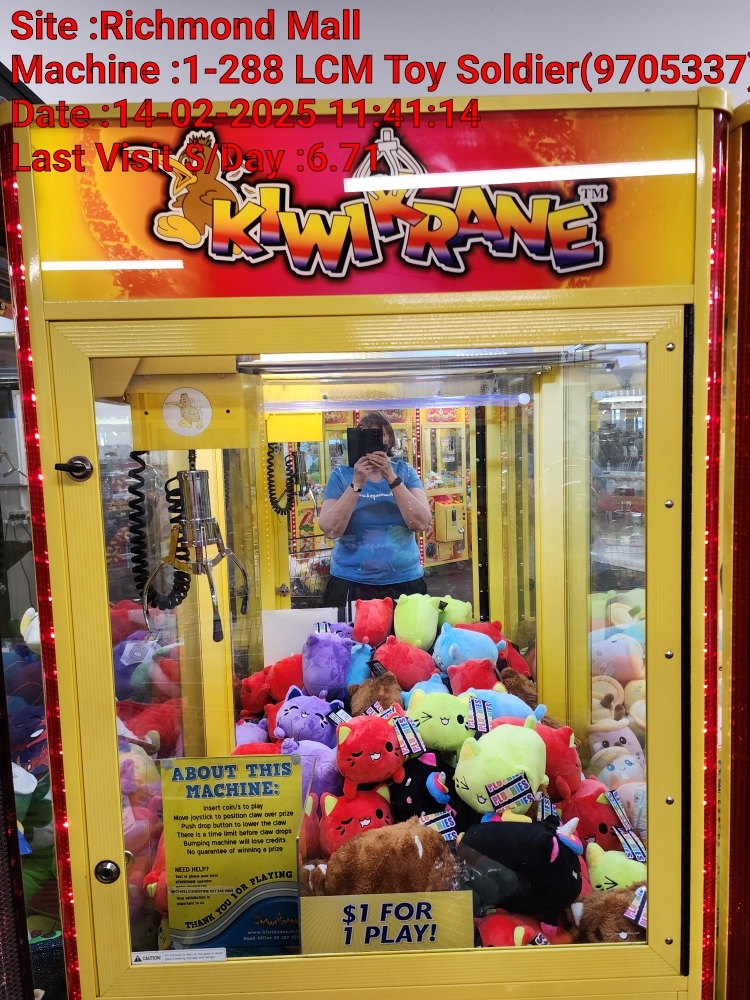 Site :Richmond Mall
Machine :1-288 LCM Toy Soldier(9705337)
Date :14-02-2025 11:41:14
Last Visit $/Day :6.71
KIWIKRANE™
ABOUT THIS
MACHINE:
Insert coin/s to play
Move joystick to position claw over prize
Push drop button to lower the claw
There is a time limit before claw drops
Bumping machine will lose credits
No guarantee of winning a prize
NEED HELP?
THANK YOU FOR PLAYING
$1 FOR
1 PLAY!
CAUTION!
PLUSHIES